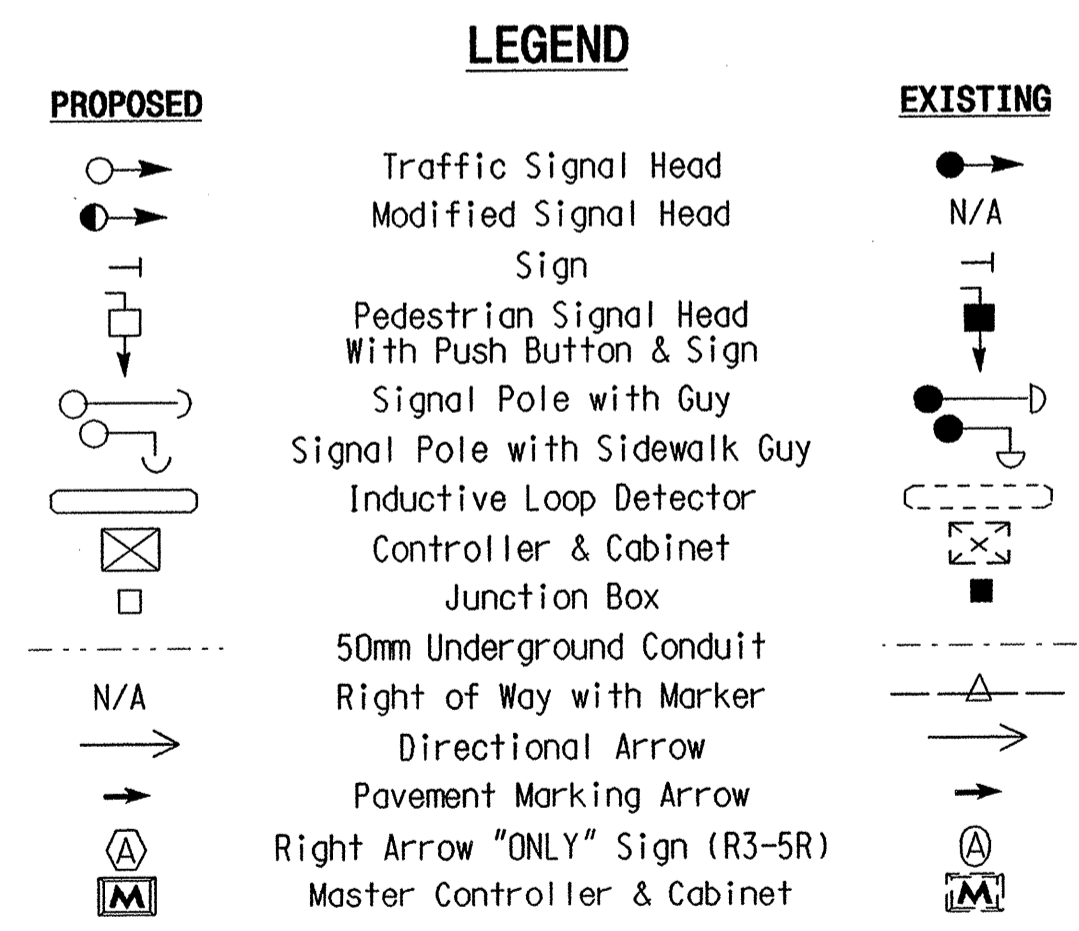 LEGEND
PROPOSED
EXISTING
Traffic Signal Head
Modified Signal Head
N/A
Sign
Pedestrian Signal Head
With Push Button & Sign
Signal Pole with Guy
Signal Pole with Sidewalk Guy
Inductive Loop Detector
Controller & Cabinet
Junction Box
50mm Underground Conduit
N/A
Right of Way with Marker
Directional Arrow
Pavement Marking Arrow
A
Right Arrow "ONLY" Sign (R3-5R)
A
M
Master Controller & Cabinet
M